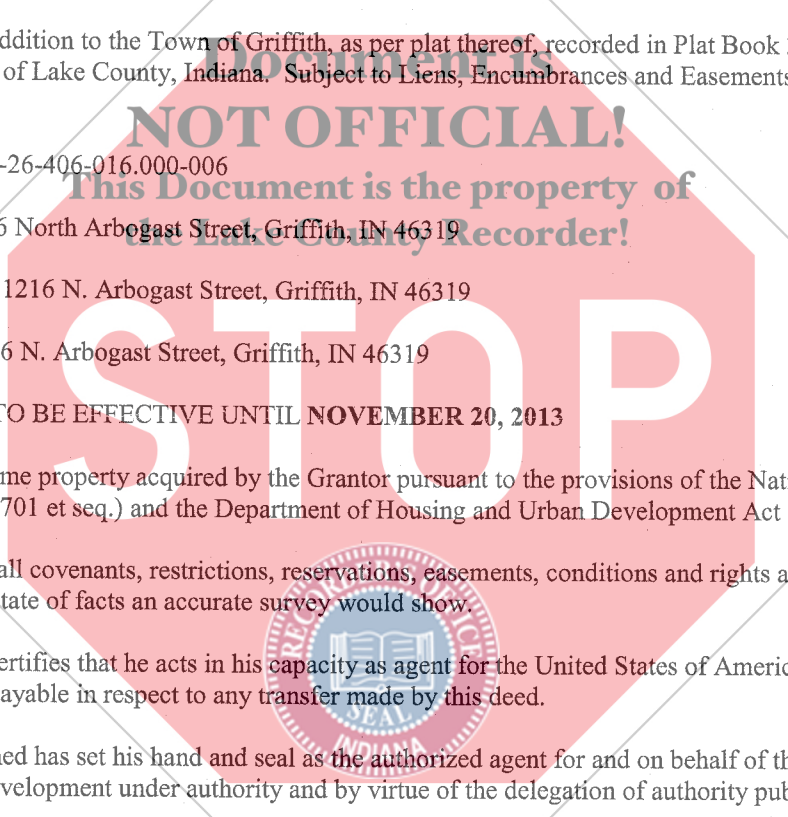 ddition to the Town of Griffith, as per plat thereof, recorded in Plat Book
Document is
of Lake County, Indiana. Subject to Liens, Encumbrances and Easements
NOT OFFICIAL!
-26-406-016.000-006
This Document is the property of
6 North Arbogast Street, Griffith, IN 46319
the Lake County Recorder!
1216 N. Arbogast Street, Griffith, IN 46319
6 N. Arbogast Street, Griffith, IN 46319
STOP
TO BE EFFECTIVE UNTIL NOVEMBER 20, 2013
me property acquired by the Grantor pursuant to the provisions of the Nati
701 et seq.) and the Department of Housing and Urban Development Act
all covenants, restrictions, reservations, easements, conditions and rights a
tate of facts an accurate survey would show.
RECORDER'S OFFICE
ertifies that he acts in his capacity as agent for the United States of Americ
ayable in respect to any transfer made by this deed.
SEAL
INDIANA
ned has set his hand and seal as the authorized agent for and on behalf of th
velopment under authority and by virtue of the delegation of authority pub